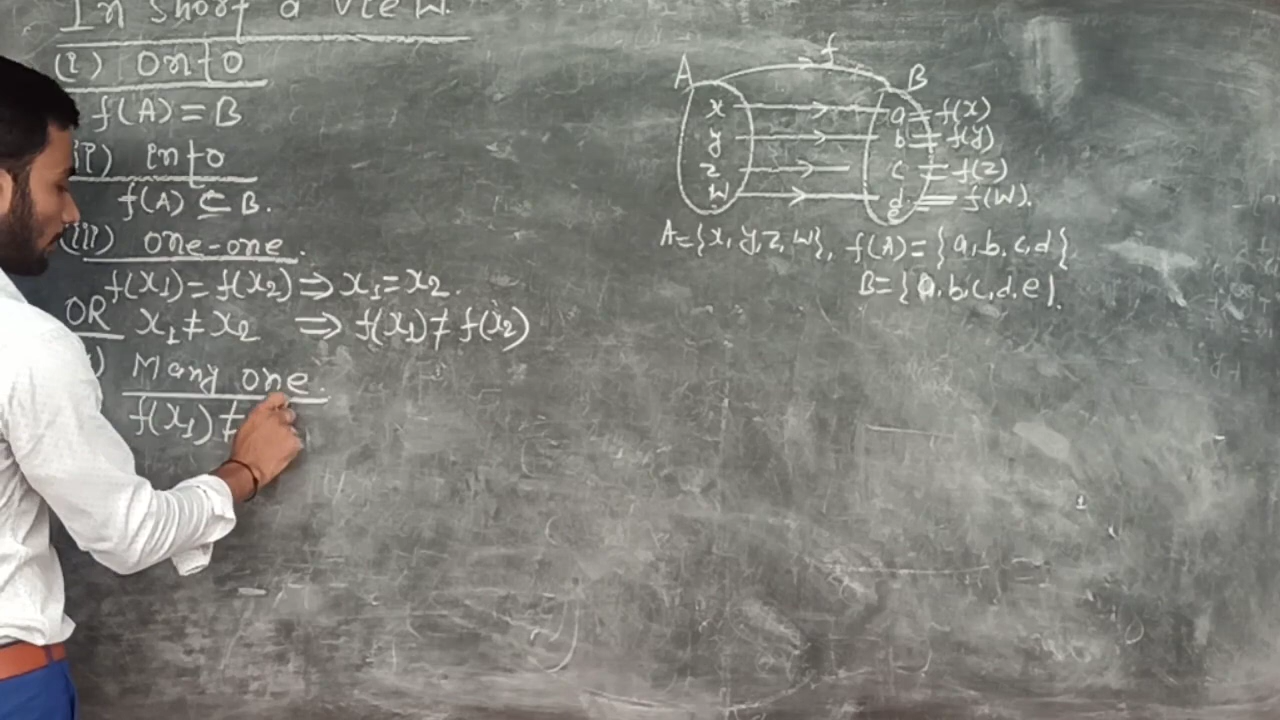 In short a view.
(i) onto
f(A) = B
(ii) into
f(A) ⊆ B.
(iii) one-one.
f(x₁) = f(x₂) ⇒ x₁ = x₂.
OR x₁ ≠ x₂ ⇒ f(x₁) ≠ f(x₂)
) Many one.
f(x₁) ≠
f
A B
x a = f(x)
y b = f(y)
z c = f(z)
w d = f(w).
e
A = {x, y, z, w}, f(A) = {a, b, c, d}
B = {a, b, c, d, e}.